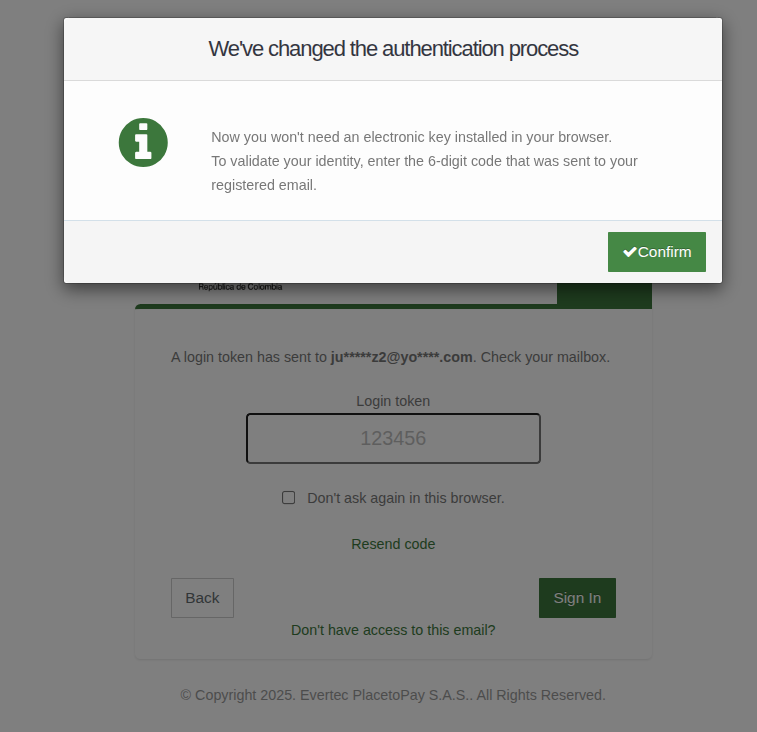 We've changed the authentication process
Now you won't need an electronic key installed in your browser.
To validate your identity, enter the 6-digit code that was sent to your
registered email.
Confirm
República de Colombia
A login token has sent to ju*****z2@yo****.com. Check your mailbox.
Login token
123456
Don't ask again in this browser.
Resend code
Back
Sign In
Don't have access to this email?
© Copyright 2025. Evertec PlacetoPay S.A.S.. All Rights Reserved.